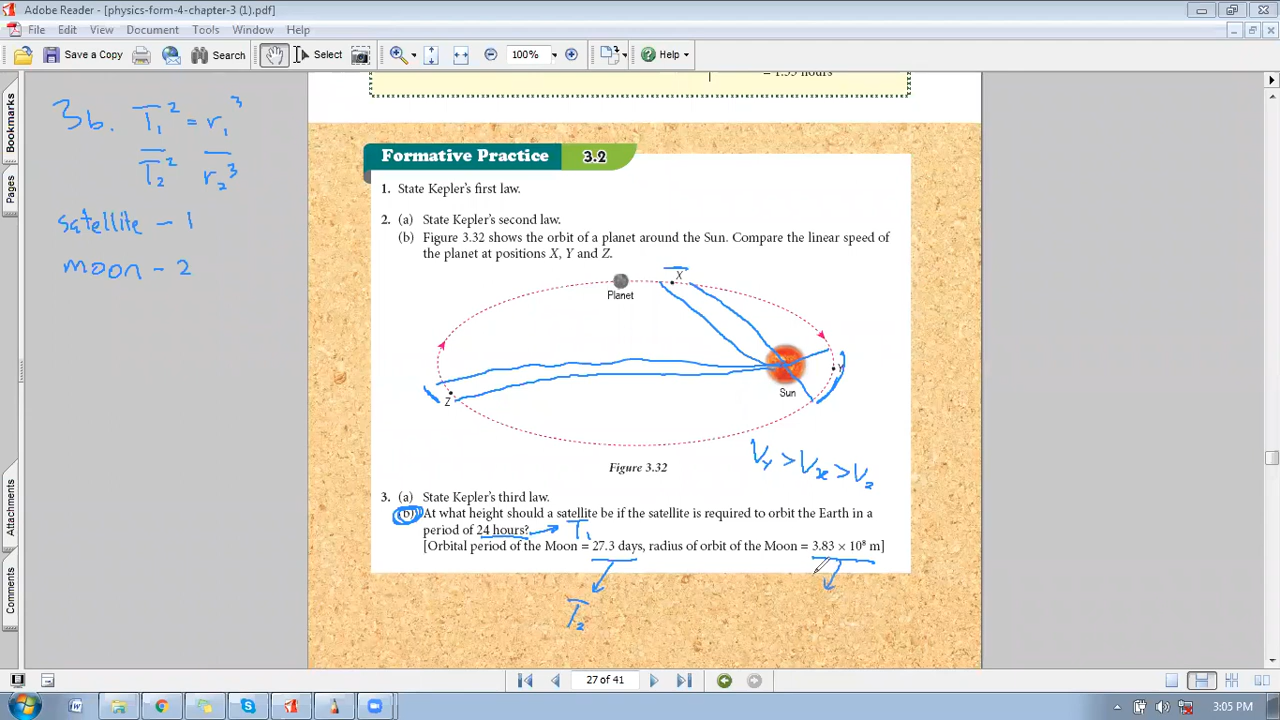 Adobe Reader - [physics-form-4-chapter-3 (1).pdf]
File Edit View Document Tools Window Help
Save a Copy Search Select 100% Help
Bookmarks
Pages
Attachments
Comments
3b. T₁² = r₁³
T₂² r₂³
satellite - 1
moon - 2
= 1.55 hours
Formative Practice 3.2
1. State Kepler's first law.
2. (a) State Kepler's second law.
(b) Figure 3.32 shows the orbit of a planet around the Sun. Compare the linear speed of
the planet at positions X, Y and Z.
X
Planet
Y
Sun
Z
Vy > Vx > Vz
Figure 3.32
3. (a) State Kepler's third law.
(b) At what height should a satellite be if the satellite is required to orbit the Earth in a
period of 24 hours? T₁
[Orbital period of the Moon = 27.3 days, radius of orbit of the Moon = 3.83 × 10⁸ m]
T₂
27 of 41
3:05 PM